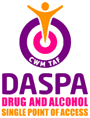 CWM TAF
DASPA
DRUG AND ALCOHOL
SINGLE POINT OF ACCESS